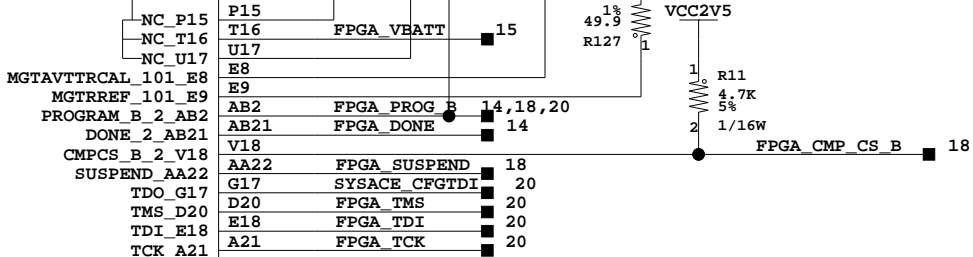 NC_P15 P15 1% VCC2V5
NC_T16 T16 FPGA_VBATT 15 49.9
NC_U17 U17 R127 1
MGTAVTTRCAL_101_E8 E8 1 R11
MGTRREF_101_E9 E9 4.7K
PROGRAM_B_2_AB2 AB2 FPGA_PROG_B 14,18,20 5%
DONE_2_AB21 AB21 FPGA_DONE 14 2 1/16W
CMPCS_B_2_V18 V18 FPGA_CMP_CS_B 18
SUSPEND_AA22 AA22 FPGA_SUSPEND 18
TDO_G17 G17 SYSACE_CFGTDI 20
TMS_D20 D20 FPGA_TMS 20
TDI_E18 E18 FPGA_TDI 20
TCK_A21 A21 FPGA_TCK 20